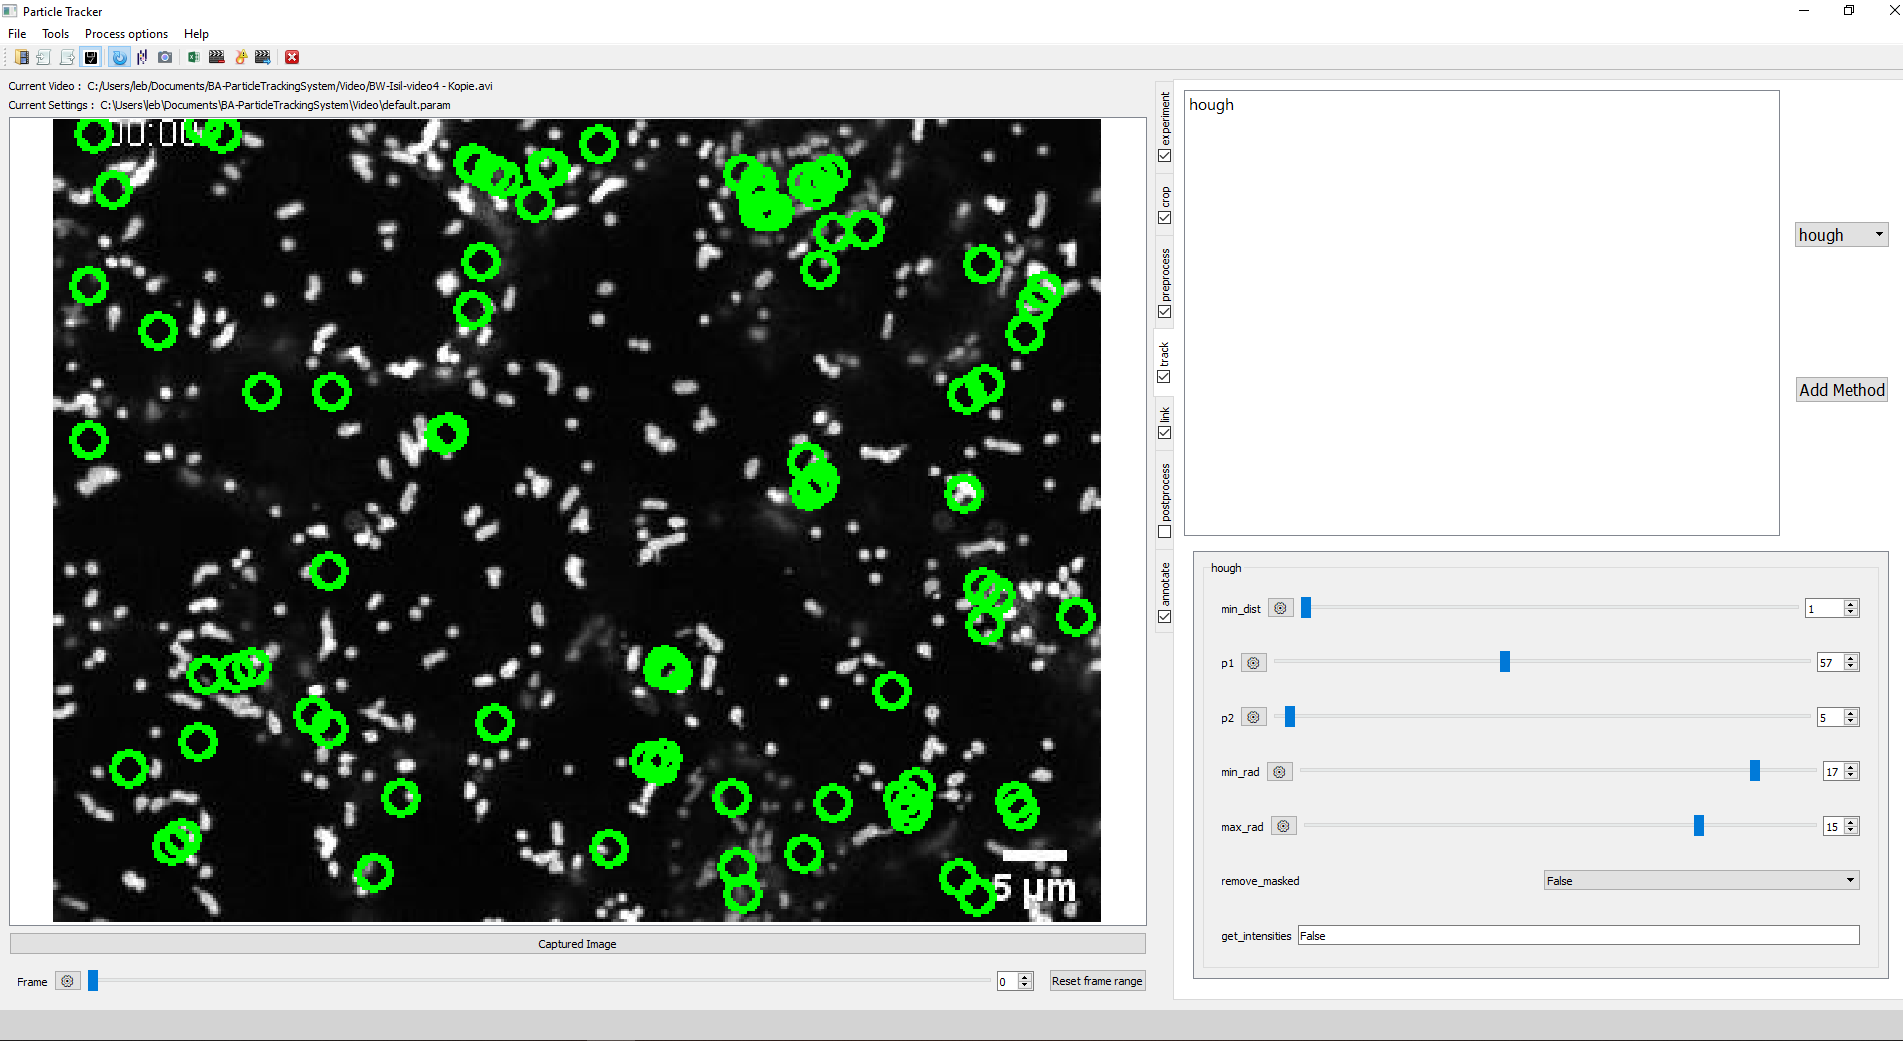 Particle Tracker
File Tools Process options Help
Current Video : C:/Users/leb/Documents/BA-ParticleTrackingSystem/Video/BW-Isil-video4 - Kopie.avi
Current Settings : C:\Users\leb\Documents\BA-ParticleTrackingSystem\Video\default.param
00:00
5 µm
Captured Image
Frame 0 Reset frame range
experiment
crop
preprocess
track
link
postprocess
annotate
hough
hough
Add Method
hough
min_dist 1
p1 57
p2 5
min_rad 17
max_rad 15
remove_masked False
get_intensities False